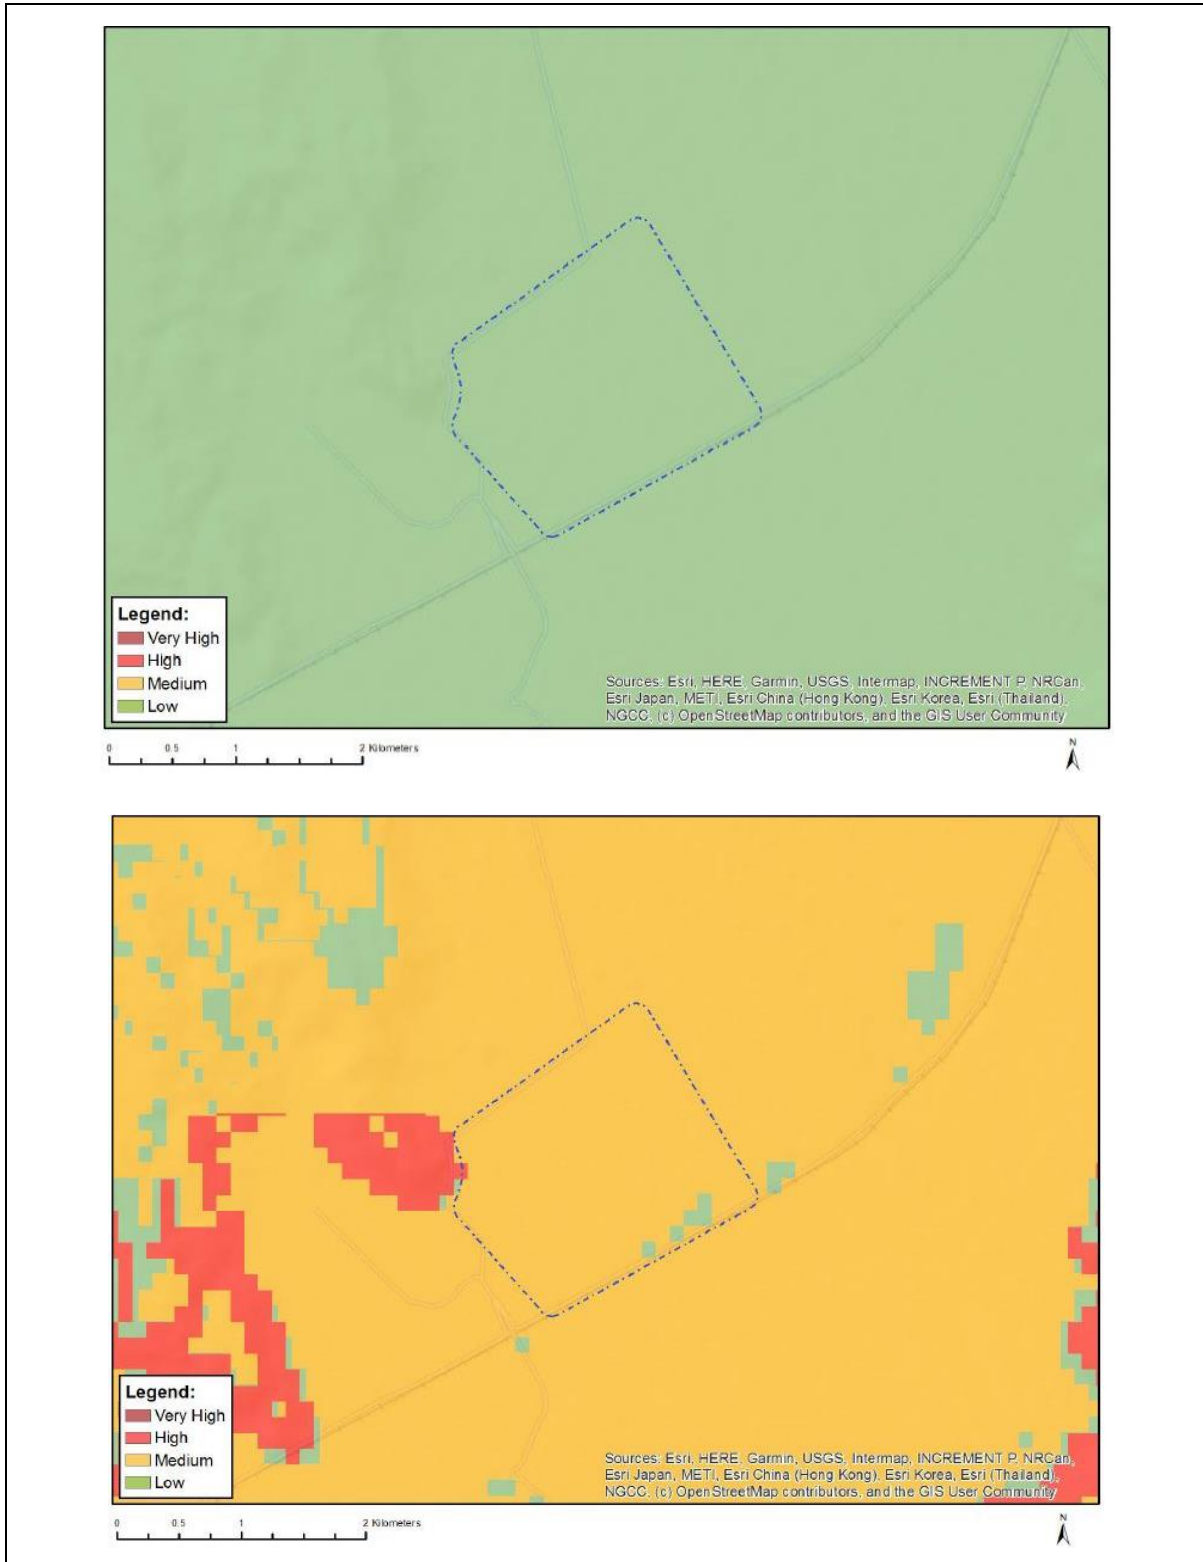 Legend:
Very High
High
Medium
Low
Sources: Esri, HERE, Garmin, USGS, Intermap, INCREMENT P, NRCan,
Esri Japan, METI, Esri China (Hong Kong), Esri Korea, Esri (Thailand),
NGCC, (c) OpenStreetMap contributors, and the GIS User Community
0 0.5 1 2 Kilometers
N
Legend:
Very High
High
Medium
Low
Sources: Esri, HERE, Garmin, USGS, Intermap, INCREMENT P, NRCan,
Esri Japan, METI, Esri China (Hong Kong), Esri Korea, Esri (Thailand),
NGCC, (c) OpenStreetMap contributors, and the GIS User Community
0 0.5 1 2 Kilometers
N